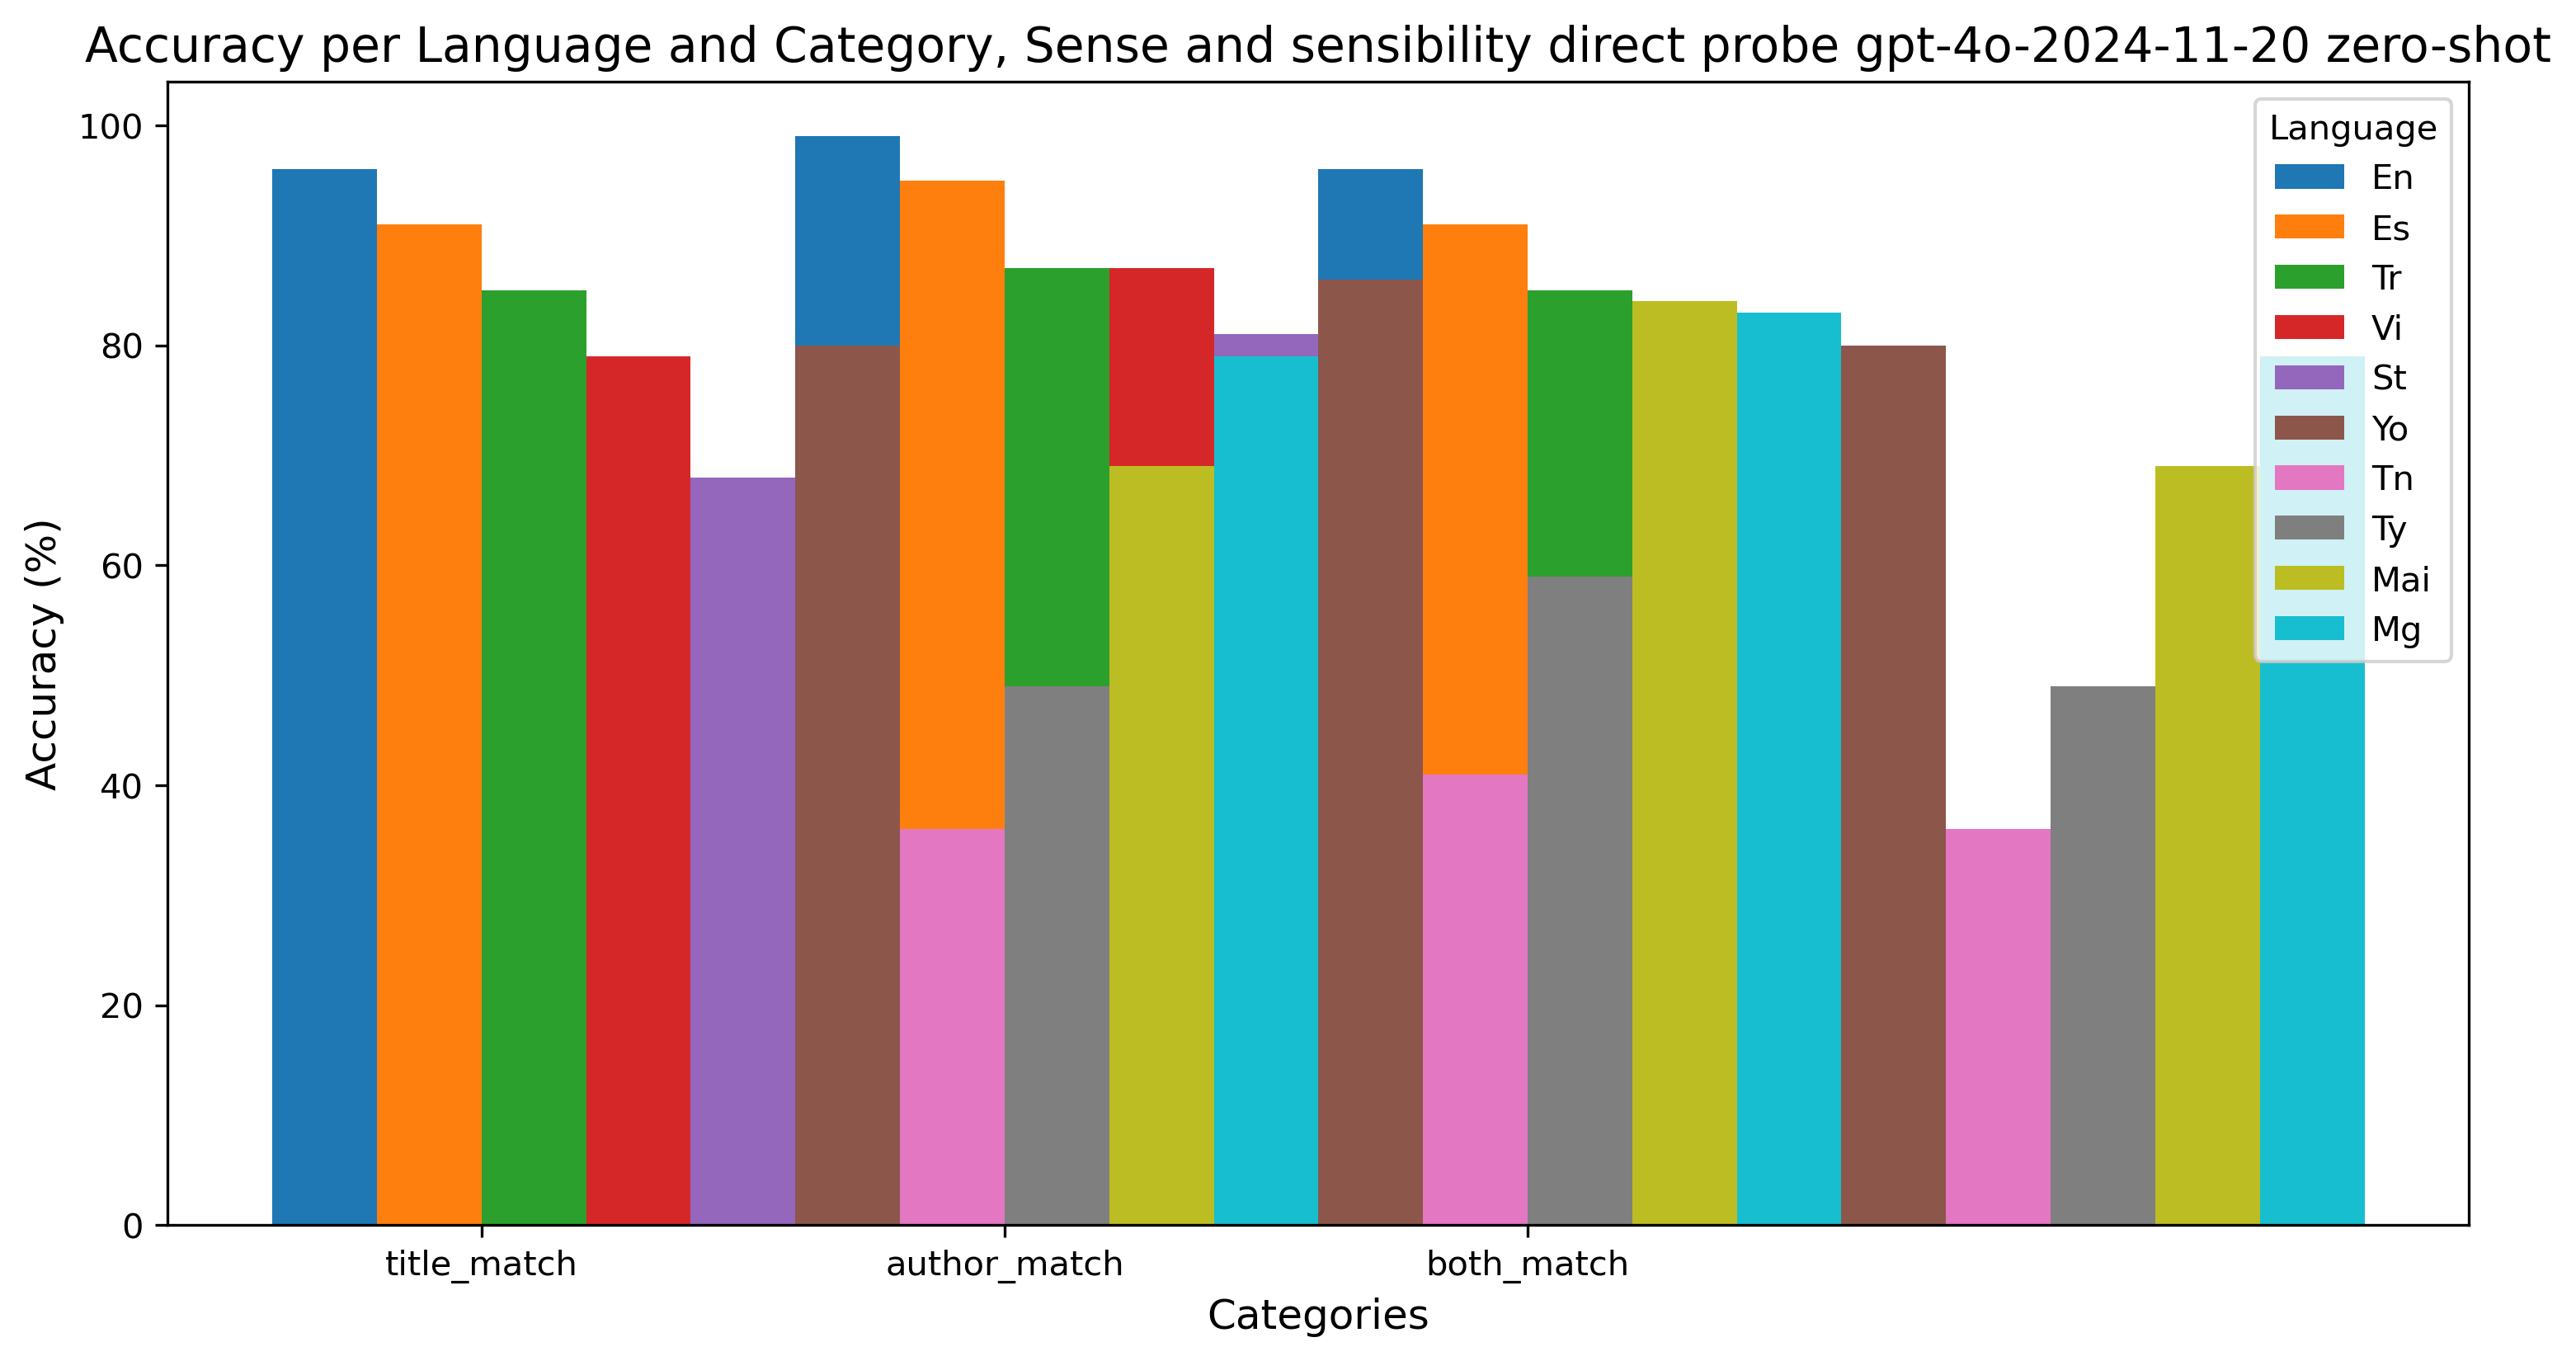 Accuracy per Language and Category, Sense and sensibility direct probe gpt-4o-2024-11-20 zero-shot
Accuracy (%)
100
80
60
40
20
0
title_match
author_match
both_match
Categories
Language
En
Es
Tr
Vi
St
Yo
Tn
Ty
Mai
Mg